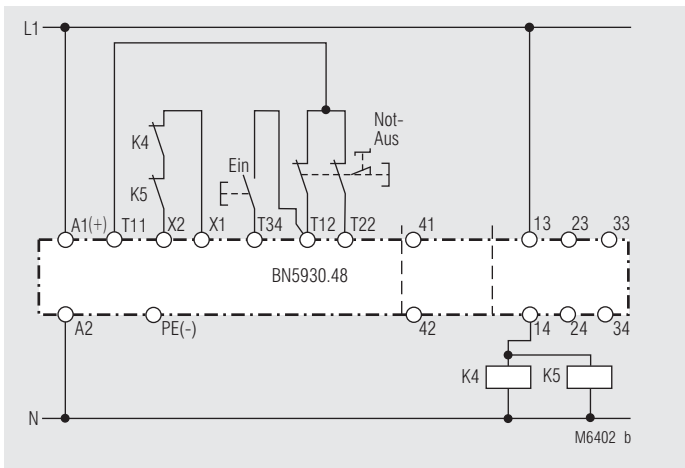 L1
Not-
Aus
K4
Ein
K5
A1(+) T11 X2 X1 T34 T12 T22 41 13 23 33
BN5930.48
A2 PE(-) 42 14 24 34
K4 K5
N
M6402 b